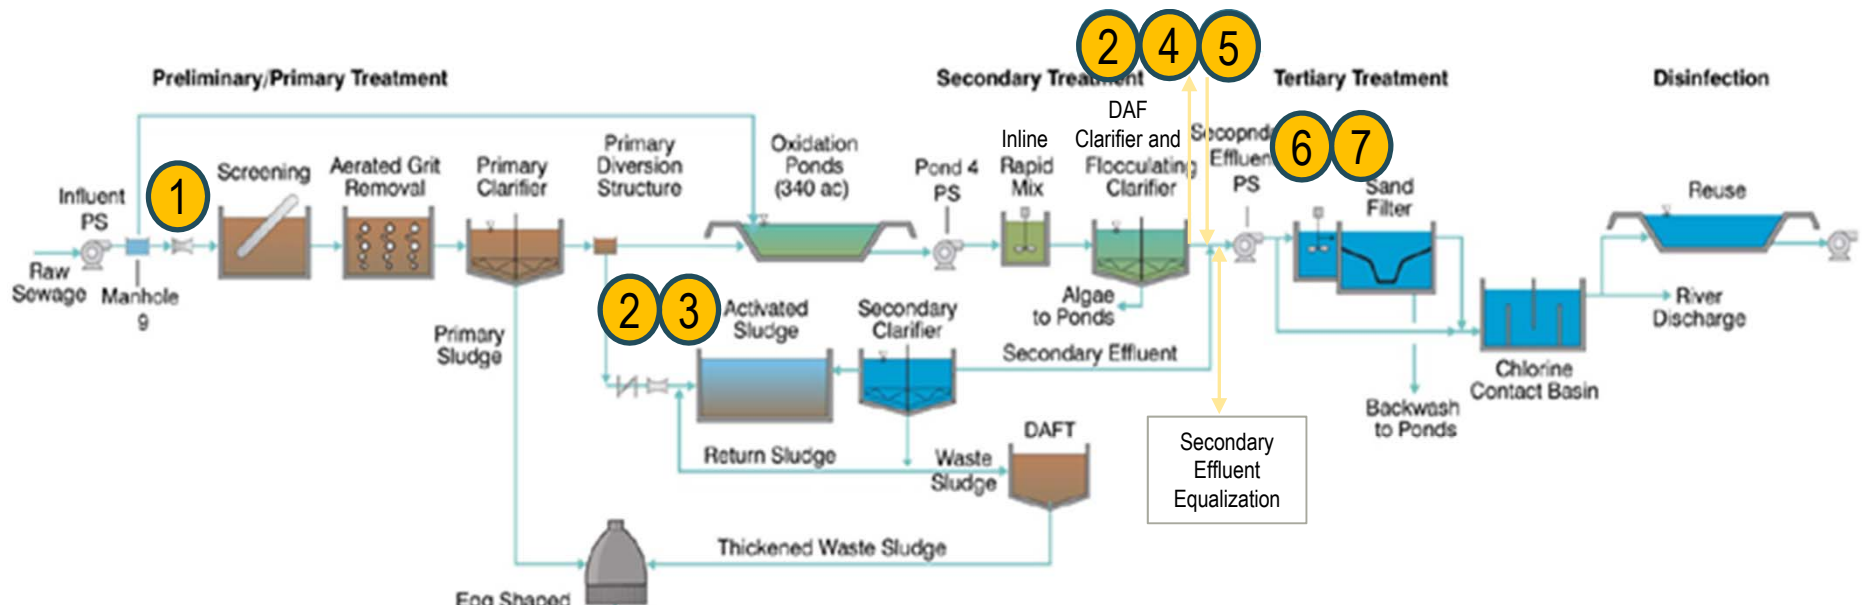 2 4 5
Preliminary/Primary Treatment
Secondary Treatment
Tertiary Treatment
Disinfection
Influent
PS
1
Screening
Aerated Grit
Removal
Primary
Clarifier
Primary
Diversion
Structure
Oxidation
Ponds
(340 ac)
Pond 4
PS
Inline
Rapid
Mix
DAF
Clarifier and
Flocculating
Clarifier
Secopnda
Effluen
PS
6 7
Sand
Filter
Reuse
Raw
Sewage
Manhole
9
2 3
Activated
Sludge
Secondary
Clarifier
Algae
to Ponds
River
Discharge
Primary
Sludge
Secondary Effluent
Chlorine
Contact Basin
Backwash
to Ponds
Return Sludge
Waste
Sludge
DAFT
Secondary
Effluent
Equalization
Thickened Waste Sludge
Egg Shaped